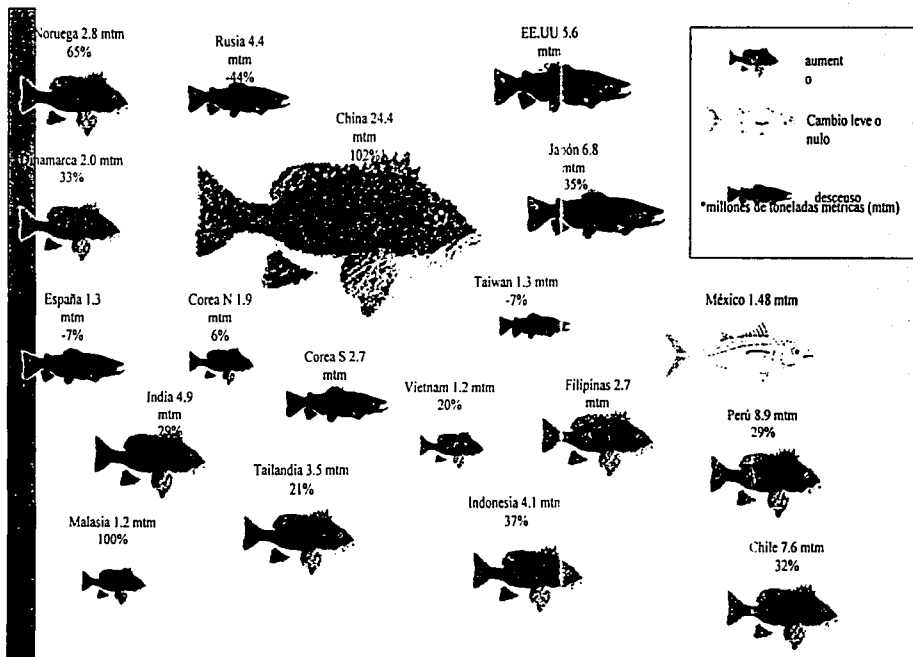 Noruega 2.8 mtm
65%
Rusia 4.4
mtm
-44%
EE.UU 5.6
mtm
-5%
aument
o
Cambio leve o
nulo
descenso
*millones de toneladas métricas (mtm)
China 24.4
mtm
102%
Japón 6.8
mtm
35%
Dinamarca 2.0 mtm
33%
España 1.3
mtm
-7%
Corea N 1.9
mtm
6%
Taiwan 1.3 mtm
-7%
México 1.48 mtm
Corea S 2.7
mtm
India 4.9
mtm
29%
Vietnam 1.2 mtm
20%
Filipinas 2.7
mtm
Perú 8.9 mtm
29%
Tailandia 3.5 mtm
21%
Indonesia 4.1 mtm
37%
Malasia 1.2 mtm
100%
Chile 7.6 mtm
32%